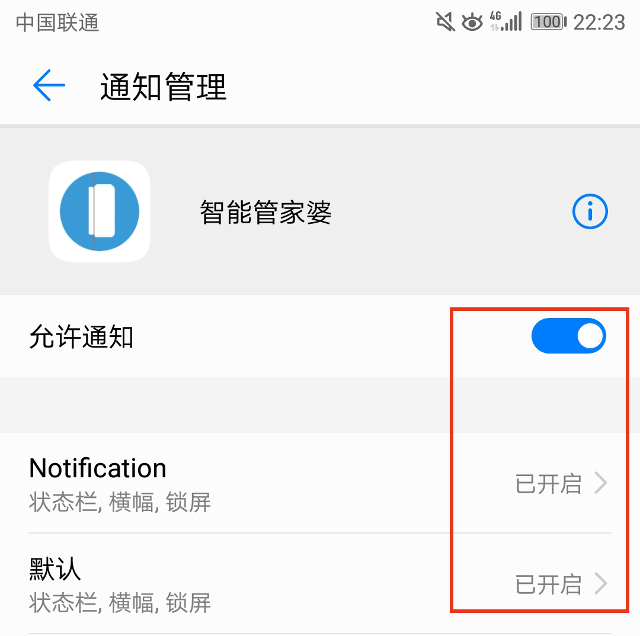 中国联通 4G 100 22:23
通知管理
智能管家婆
允许通知
Notification
状态栏, 横幅, 锁屏
已开启
默认
状态栏, 横幅, 锁屏
已开启